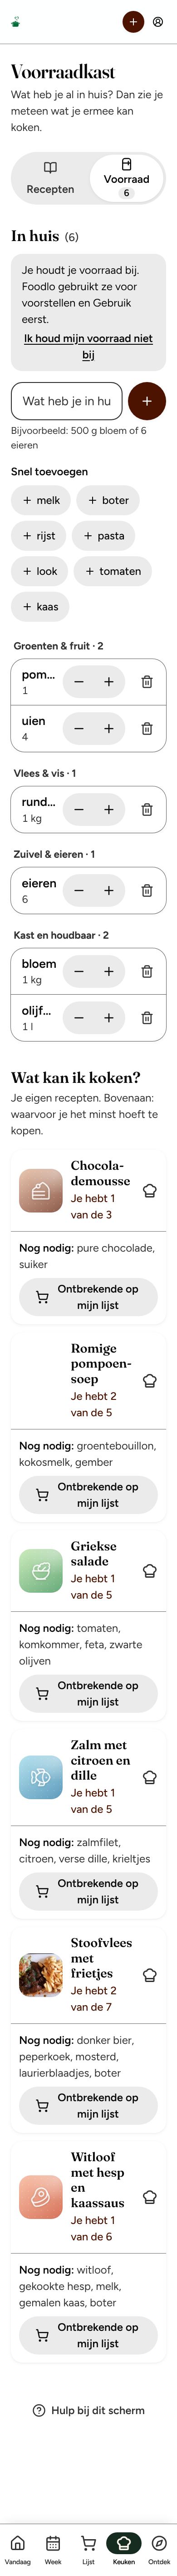 Voorraadkast
Wat heb je al in huis? Dan zie je
meteen wat je ermee kan
koken.
Recepten
Voorraad
6
In huis (6)
Je houdt je voorraad bij.
Foodlo gebruikt ze voor
voorstellen en Gebruik
eerst.
Ik houd mijn voorraad niet
bij
Wat heb je in hu
Bijvoorbeeld: 500 g bloem of 6
eieren
Snel toevoegen
+ melk
+ boter
+ rijst
+ pasta
+ look
+ tomaten
+ kaas
Groenten & fruit · 2
pom...
1
uien
4
Vlees & vis · 1
rund...
1 kg
Zuivel & eieren · 1
eieren
6
Kast en houdbaar · 2
bloem
1 kg
olijf...
1 l
Wat kan ik koken?
Je eigen recepten. Bovenaan:
waarvoor je het minst hoeft te
kopen.
Chocola-
demousse
Je hebt 1
van de 3
Nog nodig: pure chocolade,
suiker
Ontbrekende op
mijn lijst
Romige
pompoen-
soep
Je hebt 2
van de 5
Nog nodig: groentebouillon,
kokosmelk, gember
Ontbrekende op
mijn lijst
Griekse
salade
Je hebt 1
van de 5
Nog nodig: tomaten,
komkommer, feta, zwarte
olijven
Ontbrekende op
mijn lijst
Zalm met
citroen en
dille
Je hebt 1
van de 5
Nog nodig: zalmfilet,
citroen, verse dille, krieltjes
Ontbrekende op
mijn lijst
Stoofvlees
met
frietjes
Je hebt 2
van de 7
Nog nodig: donker bier,
peperkoek, mosterd,
laurierblaadjes, boter
Ontbrekende op
mijn lijst
Witloof
met hesp
en
kaassaus
Je hebt 1
van de 6
Nog nodig: witloof,
gekookte hesp, melk,
gemalen kaas, boter
Ontbrekende op
mijn lijst
Hulp bij dit scherm
Vandaag
Week
Lijst
Keuken
Ontdek